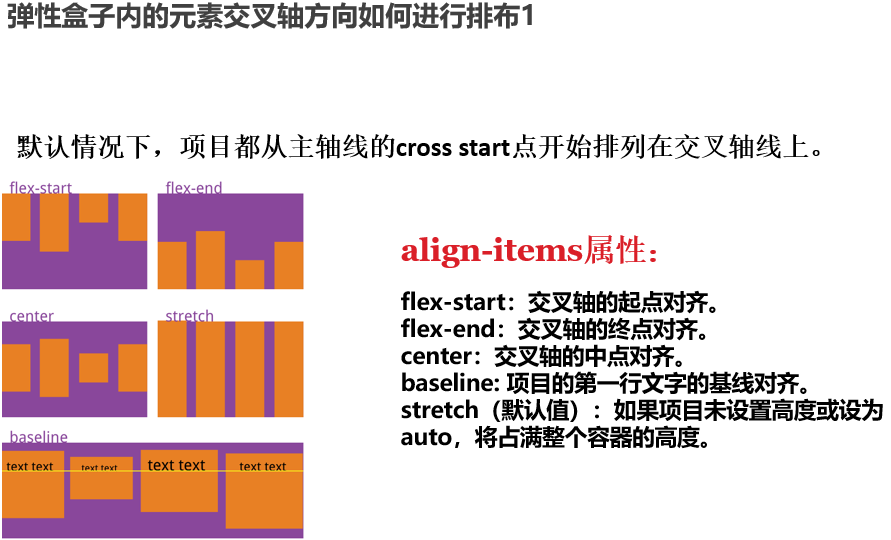 弹性盒子内的元素交叉轴方向如何进行排布1
默认情况下，项目都从主轴线的cross start点开始排列在交叉轴线上。
flex-start
flex-end
center
stretch
baseline
text text
text text
text text
text text
align-items属性：
flex-start：交叉轴的起点对齐。
flex-end：交叉轴的终点对齐。
center：交叉轴的中点对齐。
baseline: 项目的第一行文字的基线对齐。
stretch（默认值）：如果项目未设置高度或设为
auto，将占满整个容器的高度。